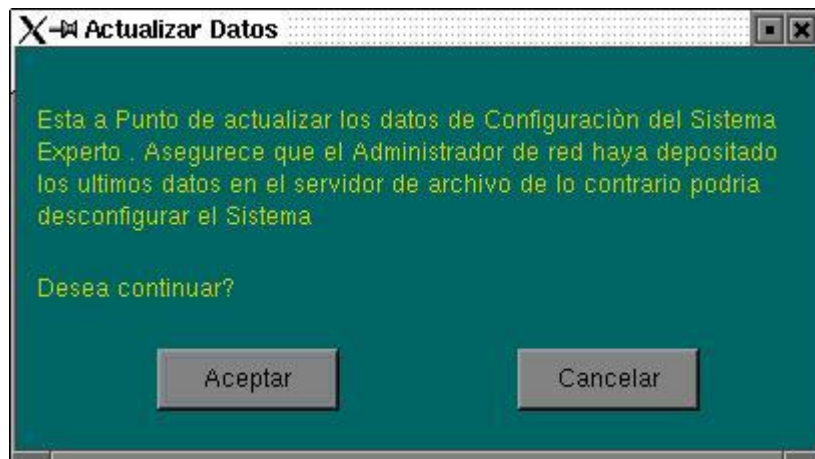 Actualizar Datos
Esta a Punto de actualizar los datos de Configuraciòn del Sistema
Experto . Asegurece que el Administrador de red haya depositado
los ultimos datos en el servidor de archivo de lo contrario podria
desconfigurar el Sistema
Desea continuar?
Aceptar
Cancelar